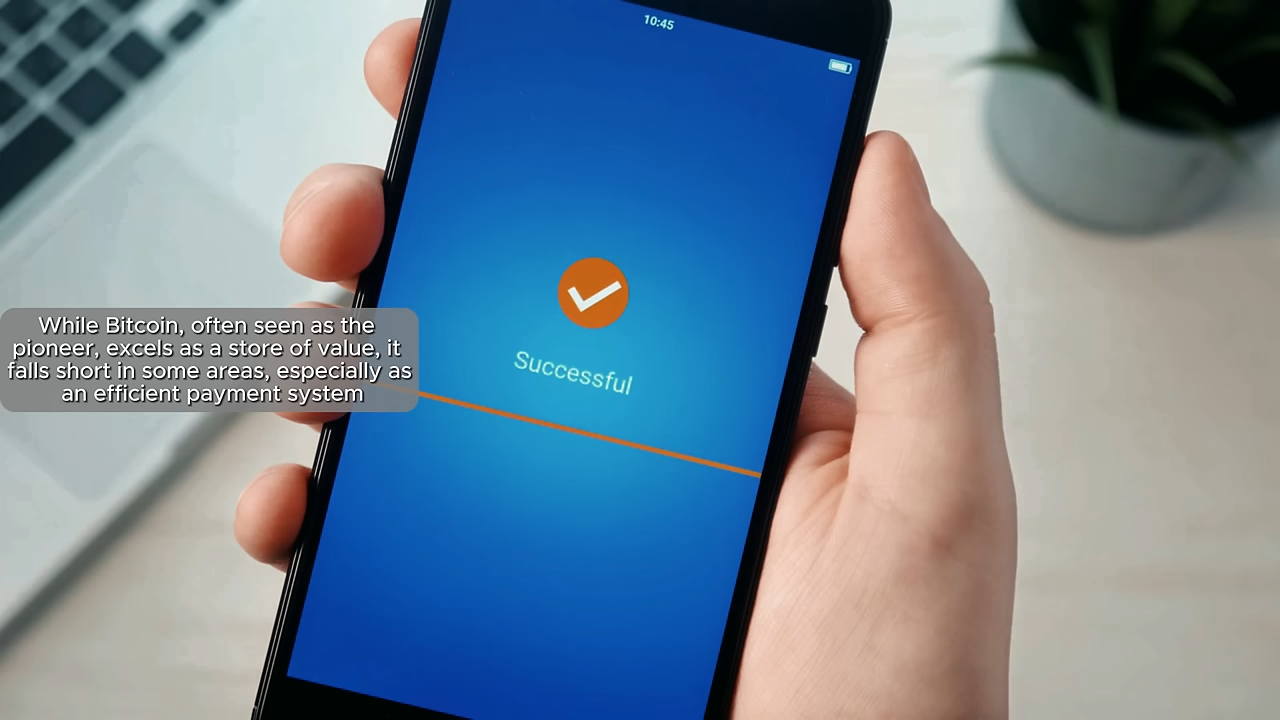 10:45
Successful
While Bitcoin, often seen as the
pioneer, excels as a store of value, it
falls short in some areas, especially as
an efficient payment system